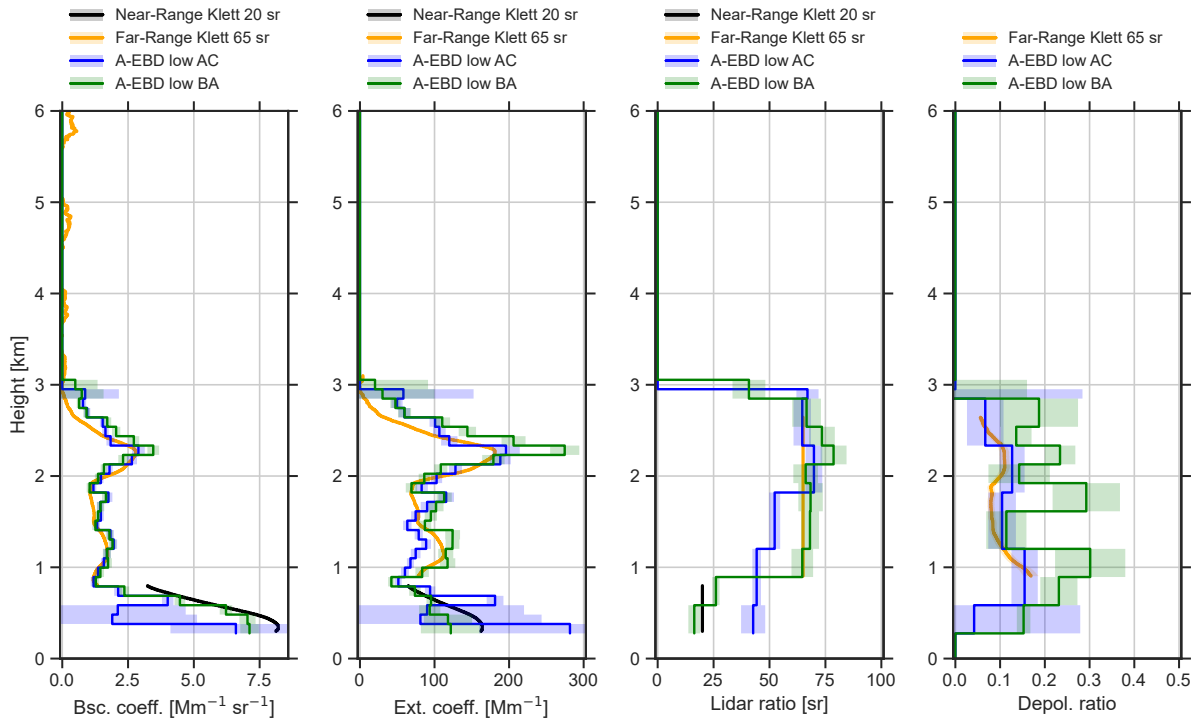 Near-Range Klett 20 sr
Far-Range Klett 65 sr
A-EBD low AC
A-EBD low BA
Near-Range Klett 20 sr
Far-Range Klett 65 sr
A-EBD low AC
A-EBD low BA
Near-Range Klett 20 sr
Far-Range Klett 65 sr
A-EBD low AC
A-EBD low BA
Far-Range Klett 65 sr
A-EBD low AC
A-EBD low BA
Height [km]
6
5
4
3
2
1
0
0.0 2.5 5.0 7.5
Bsc. coeff. [Mm⁻¹ sr⁻¹]
6
5
4
3
2
1
0
0 100 200 300
Ext. coeff. [Mm⁻¹]
6
5
4
3
2
1
0
0 25 50 75 100
Lidar ratio [sr]
6
5
4
3
2
1
0
0.0 0.1 0.2 0.3 0.4 0.5
Depol. ratio